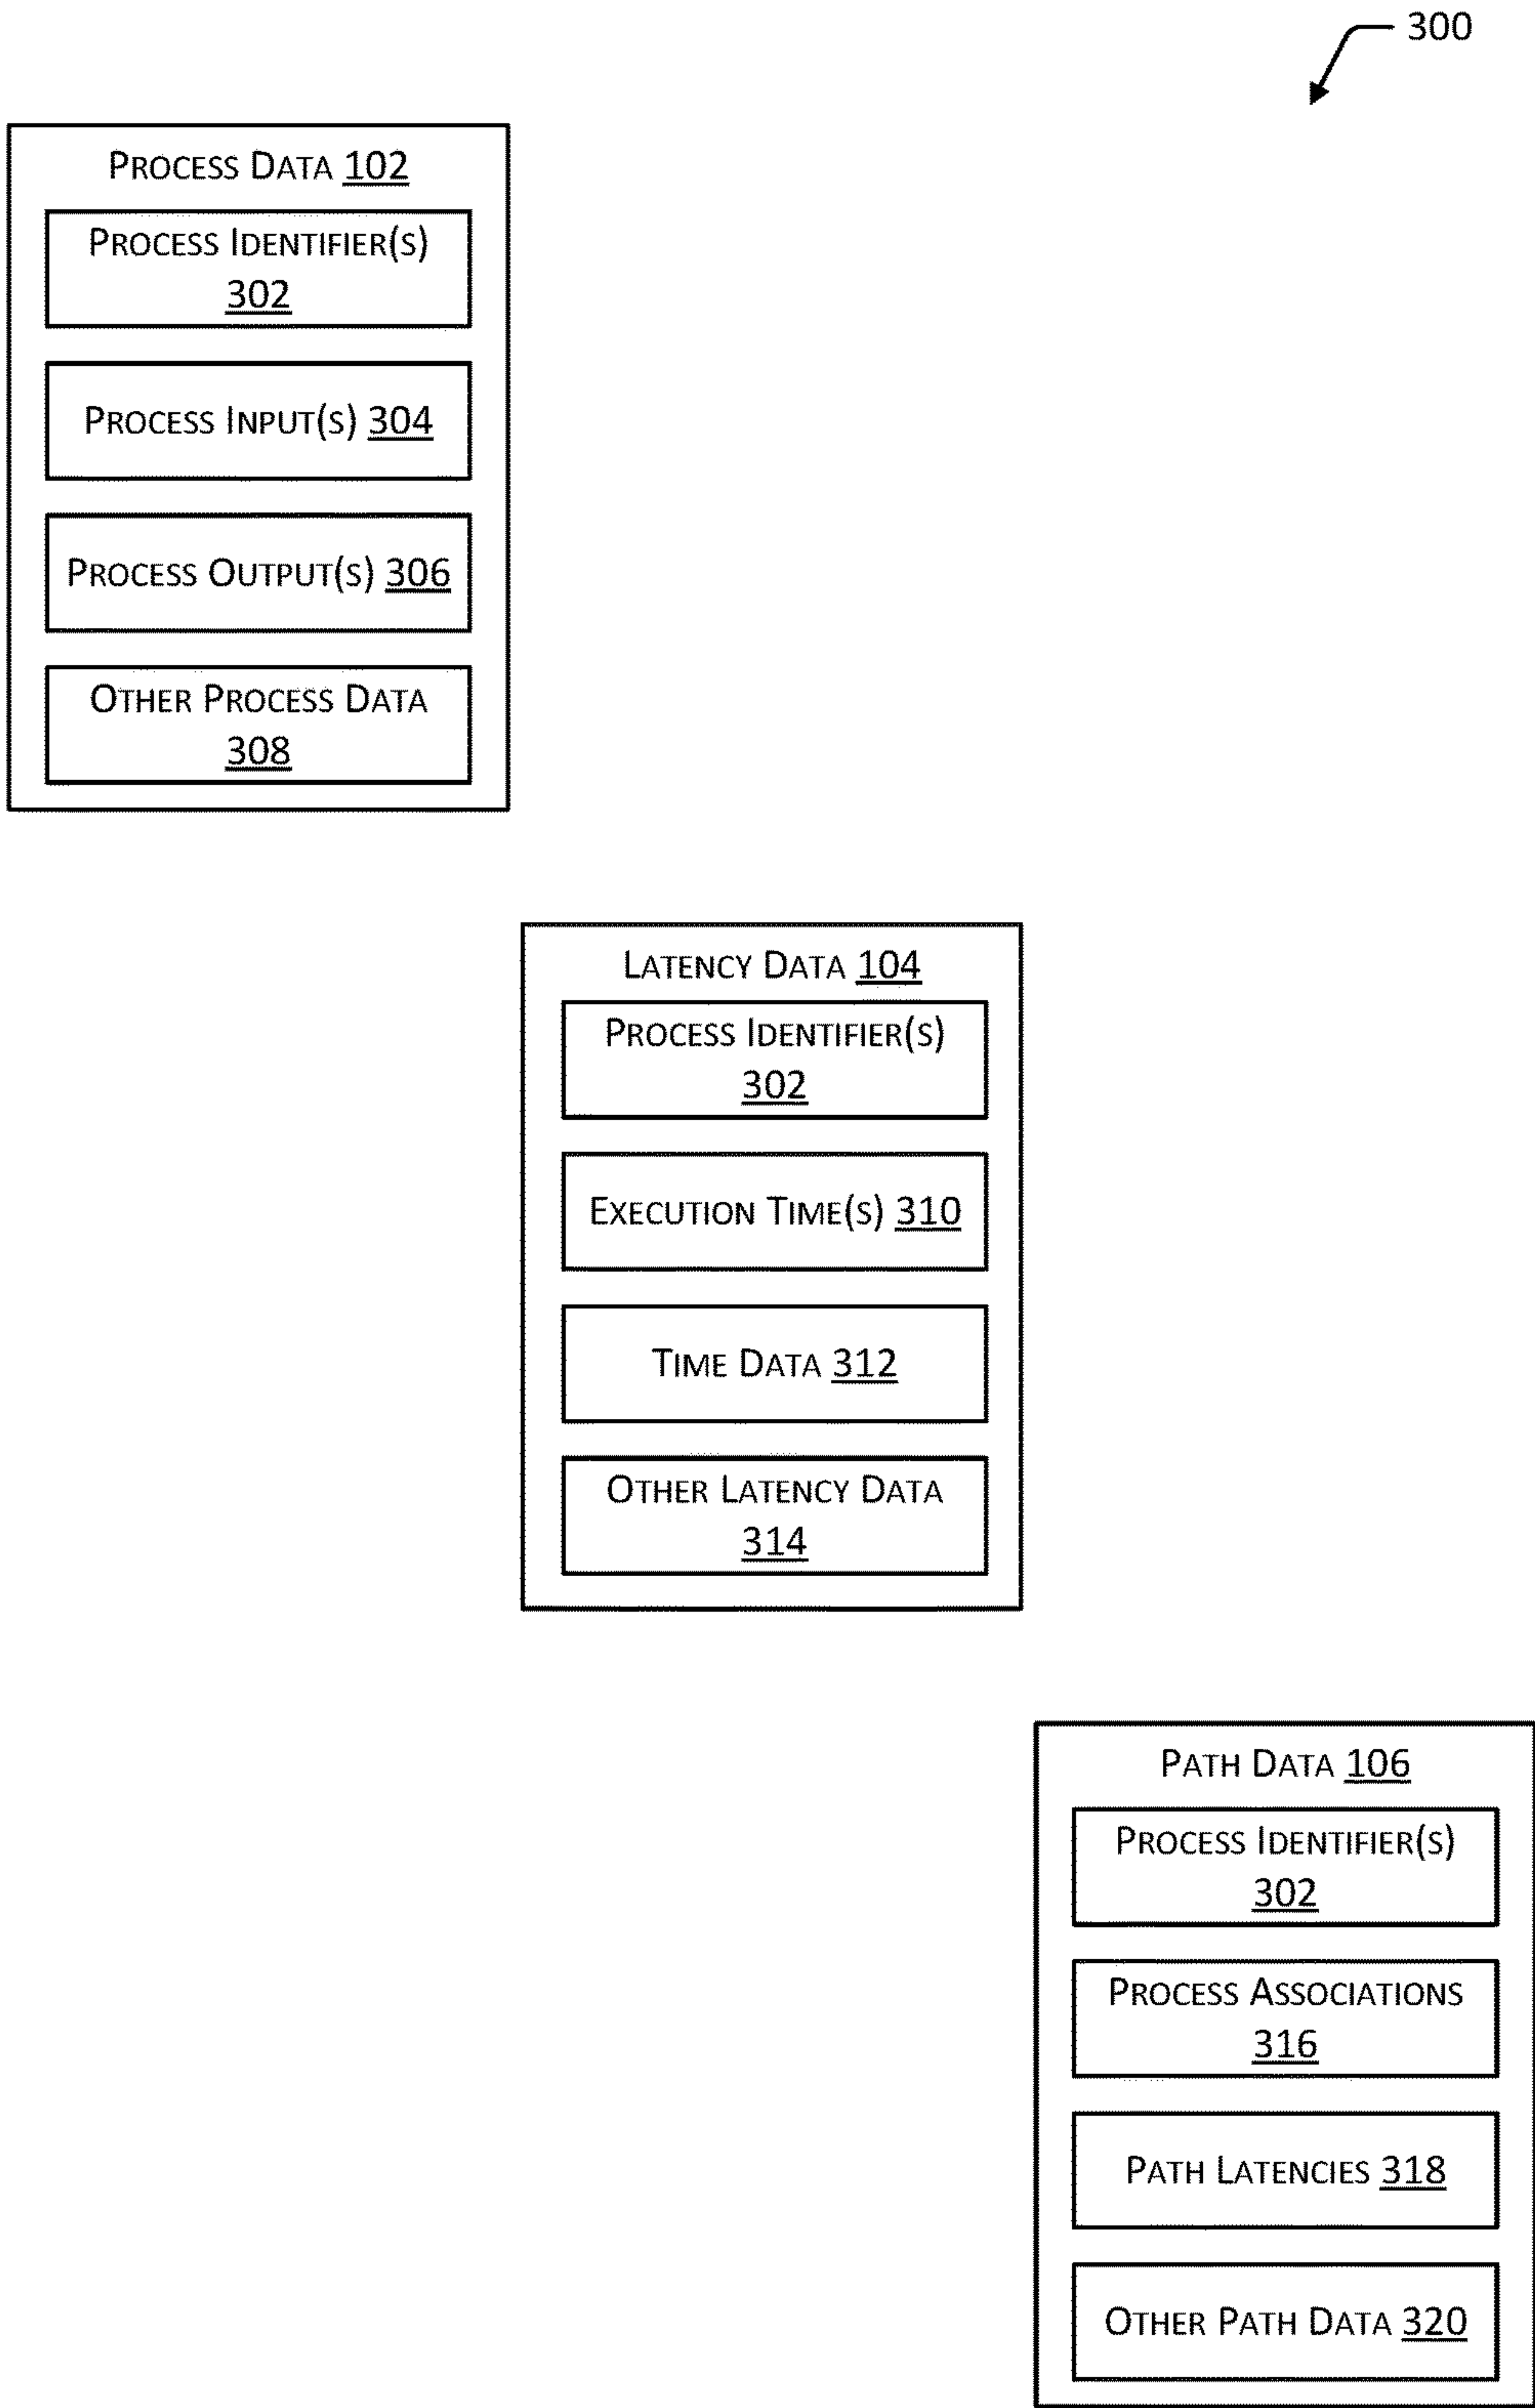 300
PROCESS DATA 102
PROCESS IDENTIFIER(S)
302
PROCESS INPUT(S) 304
PROCESS OUTPUT(S) 306
OTHER PROCESS DATA
308
LATENCY DATA 104
PROCESS IDENTIFIER(S)
302
EXECUTION TIME(S) 310
TIME DATA 312
OTHER LATENCY DATA
314
PATH DATA 106
PROCESS IDENTIFIER(S)
302
PROCESS ASSOCIATIONS
316
PATH LATENCIES 318
OTHER PATH DATA 320